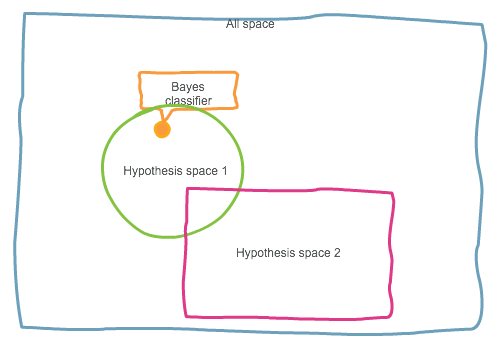 All space
Bayes
classifier
Hypothesis space 1
Hypothesis space 2